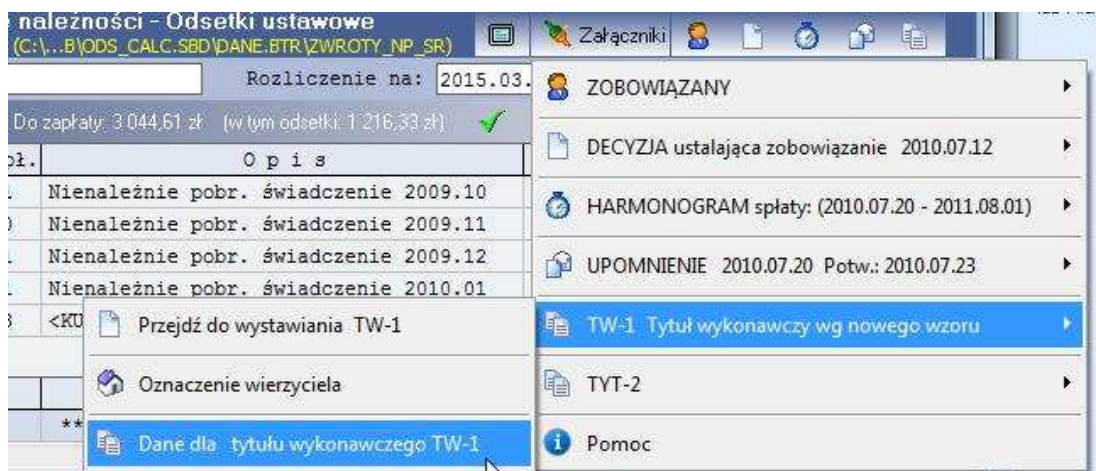 należności - Odsetki ustawowe
(C:\...B\ODS_CALC.SBD\DANE.BTR\ZWROTY_NP_SR)
Załączniki
Rozliczenie na: 2015.03.
Do zapłaty: 3 044,61 zł (w tym odsetki: 1 216,33 zł)
Opis
Nienależnie pobr. świadczenie 2009.10
Nienależnie pobr. świadczenie 2009.11
Nienależnie pobr. świadczenie 2009.12
Nienależnie pobr. świadczenie 2010.01
<KU
**
ZOBOWIĄZANY
DECYZJA ustalająca zobowiązanie 2010.07.12
HARMONOGRAM spłaty: (2010.07.20 - 2011.08.01)
UPOMNIENIE 2010.07.20 Potw.: 2010.07.23
TW-1 Tytuł wykonawczy wg nowego wzoru
TYT-2
Pomoc
Przejdź do wystawiania TW-1
Oznaczenie wierzyciela
Dane dla tytułu wykonawczego TW-1